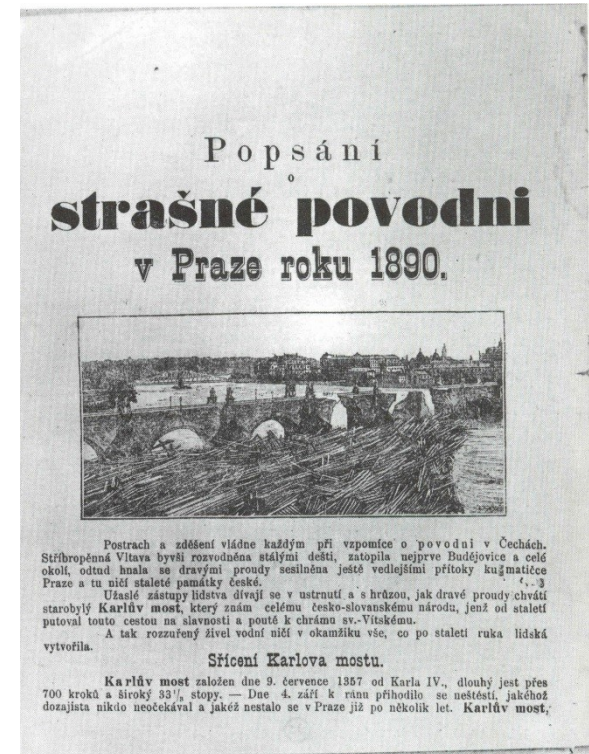 Popsání
o
strašné povodni
v Praze roku 1890.
Postrach a zděšení vládne každým při vzpomíce o povodni v Čechách.
Stříbropěnná Vltava byvši rozvodněna stálými dešti, zatopila nejprve Budějovice a celé
okolí, odtud hnala se dravými proudy sesilněna ještě vedlejšími přítoky ku matičce
Praze a tu ničí staleté památky české.
Užaslé zástupy lidstva dívají se v ustrnutí a s hrůzou, jak dravé proudy chvátí
starobylý Karlův most, který znám celému česko-slovanskému národu, jenž od staletí
putoval touto cestou na slavnosti a poutě k chrámu sv.-Vítskému.
A tak rozzuřený živel vodní ničí v okamžiku vše, co po staletí ruka lidská
vytvořila.
Sřícení Karlova mostu.
Karlův most založen dne 9. července 1357 od Karla IV., dlouhý jest přes
700 kroků a široký 33¹/₃ stopy. — Dne 4. září k ránu přihodilo se neštěstí, jakéhož
dozajista nikdo neočekával a jakéž nestalo se v Praze již po několik let. Karlův most,